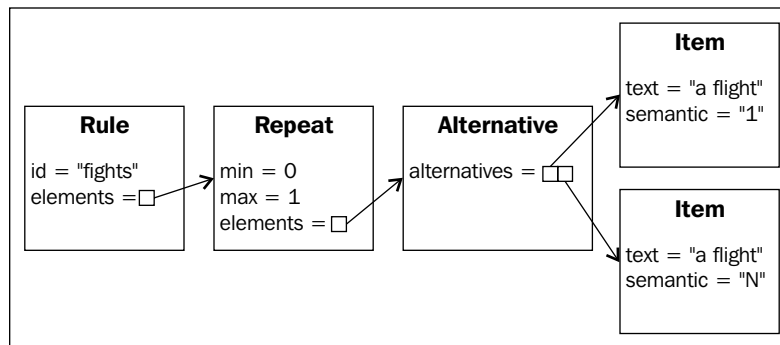 Rule
id = "fights"
elements =
Repeat
min = 0
max = 1
elements =
Alternative
alternatives =
Item
text = "a flight"
semantic = "1"
Item
text = "a flight"
semantic = "N"